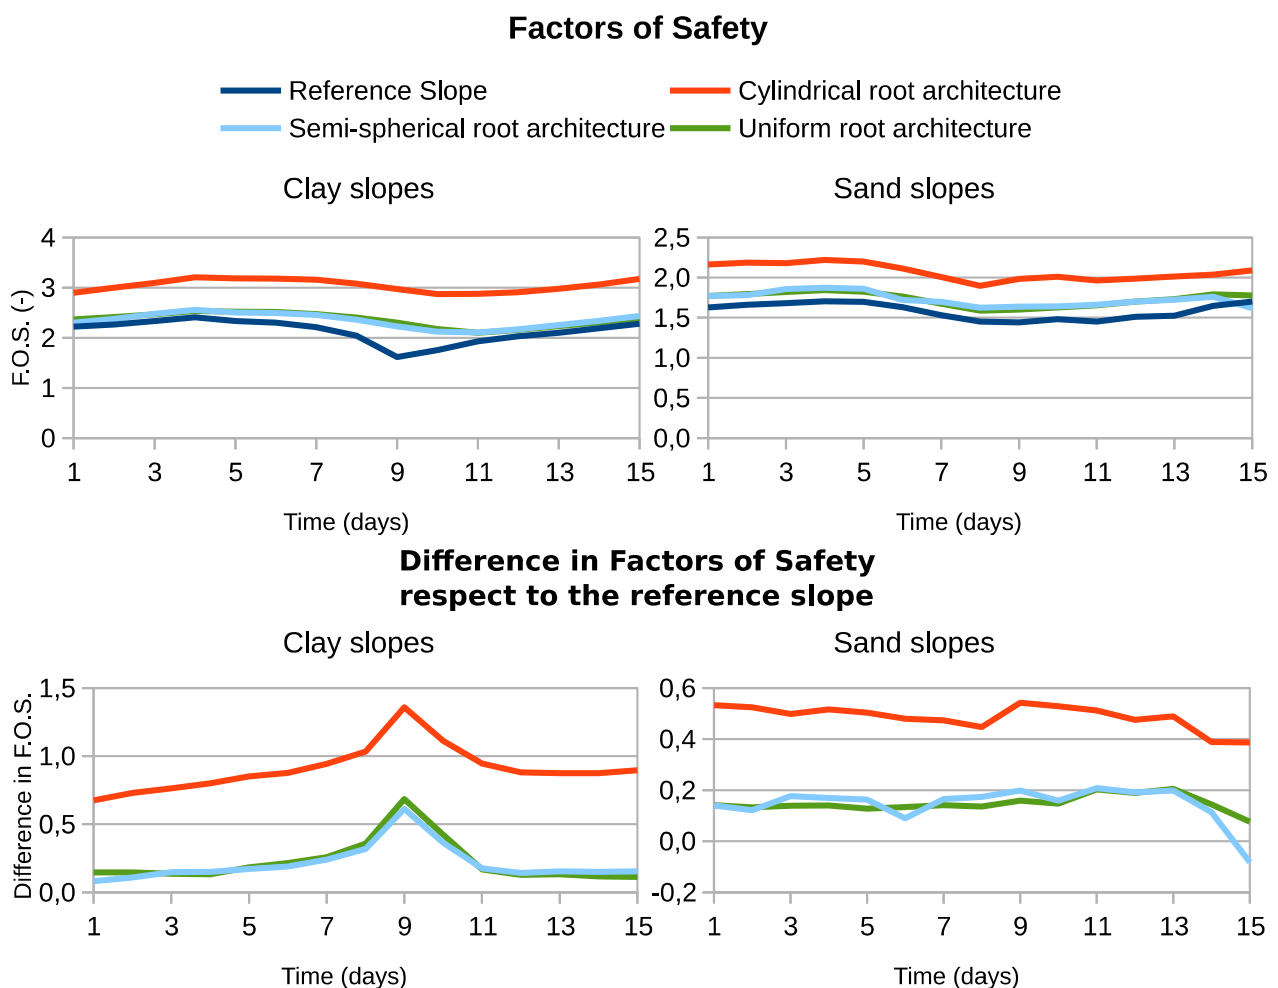 Factors of Safety
Reference Slope
Cylindrical root architecture
Semi-spherical root architecture
Uniform root architecture
Clay slopes
Sand slopes
F.O.S. (-)
4
3
2
1
0
1 3 5 7 9 11 13 15
Time (days)
2,5
2,0
1,5
1,0
0,5
0,0
1 3 5 7 9 11 13 15
Time (days)
Difference in Factors of Safety
respect to the reference slope
Clay slopes
Sand slopes
Difference in F.O.S.
1,5
1,0
0,5
0,0
1 3 5 7 9 11 13 15
Time (days)
0,6
0,4
0,2
0,0
-0,2
1 3 5 7 9 11 13 15
Time (days)